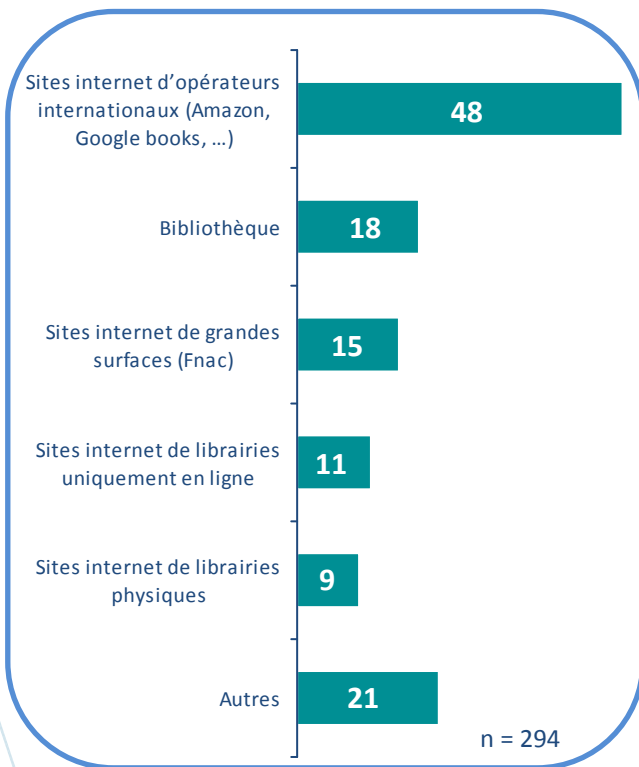 Sites internet d’opérateurs
internationaux (Amazon,
Google books, …)
48
Bibliothèque
18
Sites internet de grandes
surfaces (Fnac)
15
Sites internet de librairies
uniquement en ligne
11
Sites internet de librairies
physiques
9
Autres
21
n = 294